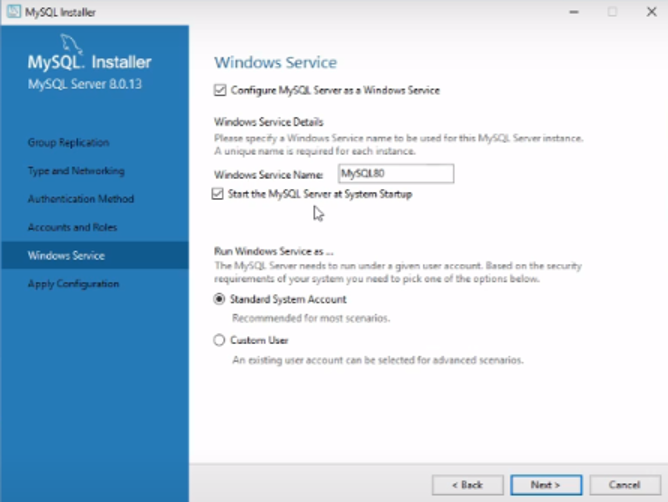 MySQL Installer
MySQL. Installer
MySQL Server 8.0.13
Group Replication
Type and Networking
Authentication Method
Accounts and Roles
Windows Service
Apply Configuration
Windows Service
Configure MySQL Server as a Windows Service
Windows Service Details
Please specify a Windows Service name to be used for this MySQL Server instance.
A unique name is required for each instance.
Windows Service Name: MySQL80
Start the MySQL Server at System Startup
Run Windows Service as ...
The MySQL Server needs to run under a given user account. Based on the security
requirements of your system you need to pick one of the options below.
Standard System Account
Recommended for most scenarios.
Custom User
An existing user account can be selected for advanced scenarios.
< Back
Next >
Cancel